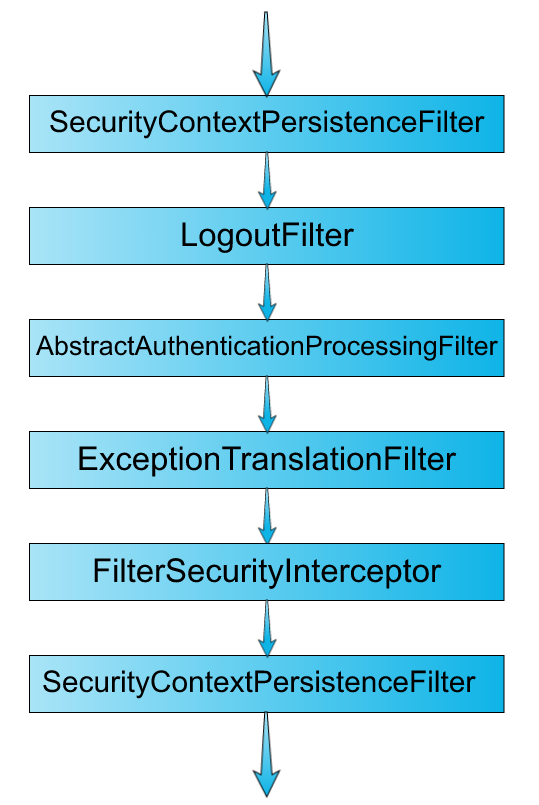 SecurityContextPersistenceFilter
LogoutFilter
AbstractAuthenticationProcessingFilter
ExceptionTranslationFilter
FilterSecurityInterceptor
SecurityContextPersistenceFilter